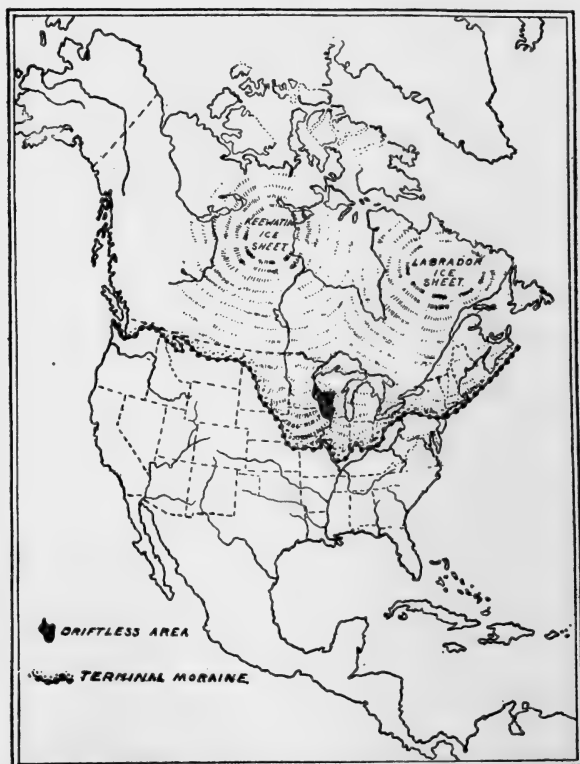 KEEWATIN
ICE
SHEET
LABRADOR
ICE
SHEET.
DRIFTLESS AREA
TERMINAL MORAINE.